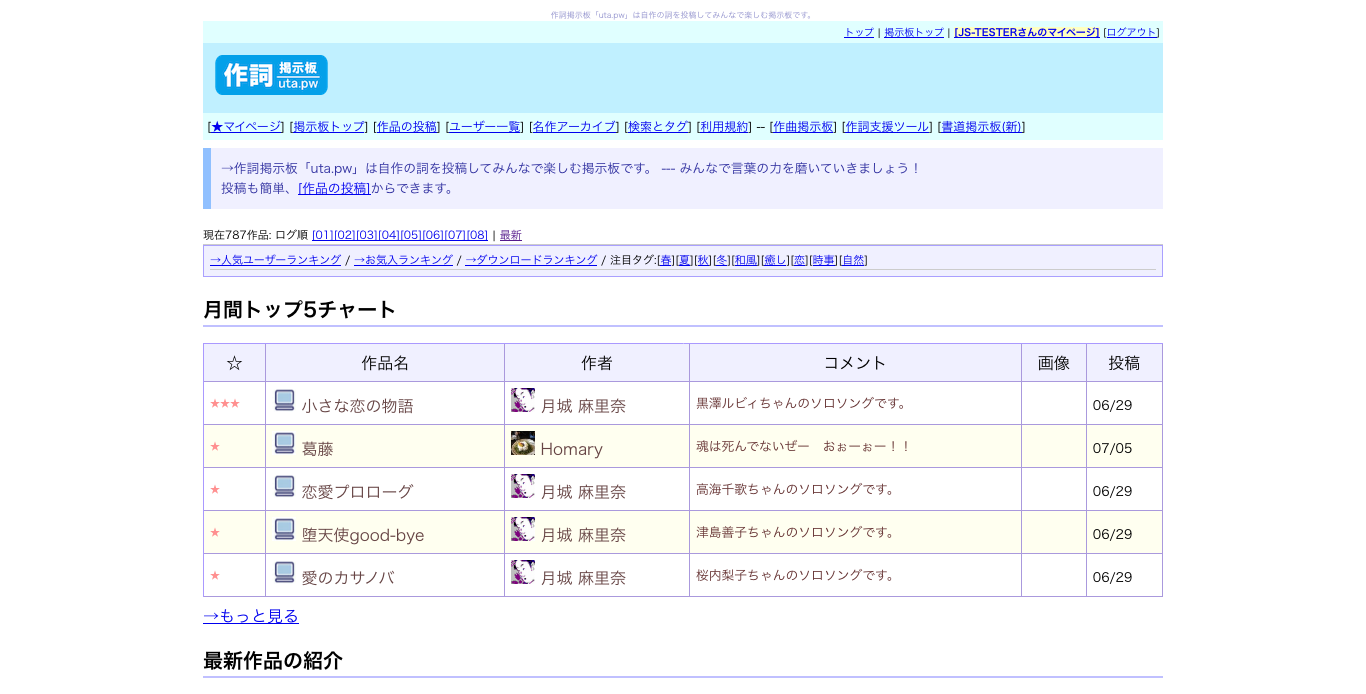 作詞掲示板「uta.pw」は自作の詞を投稿してみんなで楽しむ掲示板です。
トップ | 掲示板トップ | [JS-TESTERさんのマイページ] [ログアウト]
作詞 掲示板 uta.pw
[★マイページ] [掲示板トップ] [作品の投稿] [ユーザー一覧] [名作アーカイブ] [検索とタグ] [利用規約] -- [作曲掲示板] [作詞支援ツール] [書道掲示板(新)]
→作詞掲示板「uta.pw」は自作の詞を投稿してみんなで楽しむ掲示板です。 --- みんなで言葉の力を磨いていきましょう！
投稿も簡単、[作品の投稿]からできます。
現在787作品: ログ順 [01][02][03][04][05][06][07][08] | 最新
→人気ユーザーランキング / →お気入ランキング / →ダウンロードランキング / 注目タグ:[春][夏][秋][冬][和風][癒し][恋][時事][自然]
月間トップ5チャート
☆ 作品名 作者 コメント 画像 投稿
★★★ 小さな恋の物語 月城 麻里奈 黒澤ルビィちゃんのソロソングです。 06/29
★ 葛藤 Homary 魂は死んでないぜー　おぉーぉー！！ 07/05
★ 恋愛プロローグ 月城 麻里奈 高海千歌ちゃんのソロソングです。 06/29
★ 堕天使good-bye 月城 麻里奈 津島善子ちゃんのソロソングです。 06/29
★ 愛のカサノバ 月城 麻里奈 桜内梨子ちゃんのソロソングです。 06/29
→もっと見る
最新作品の紹介